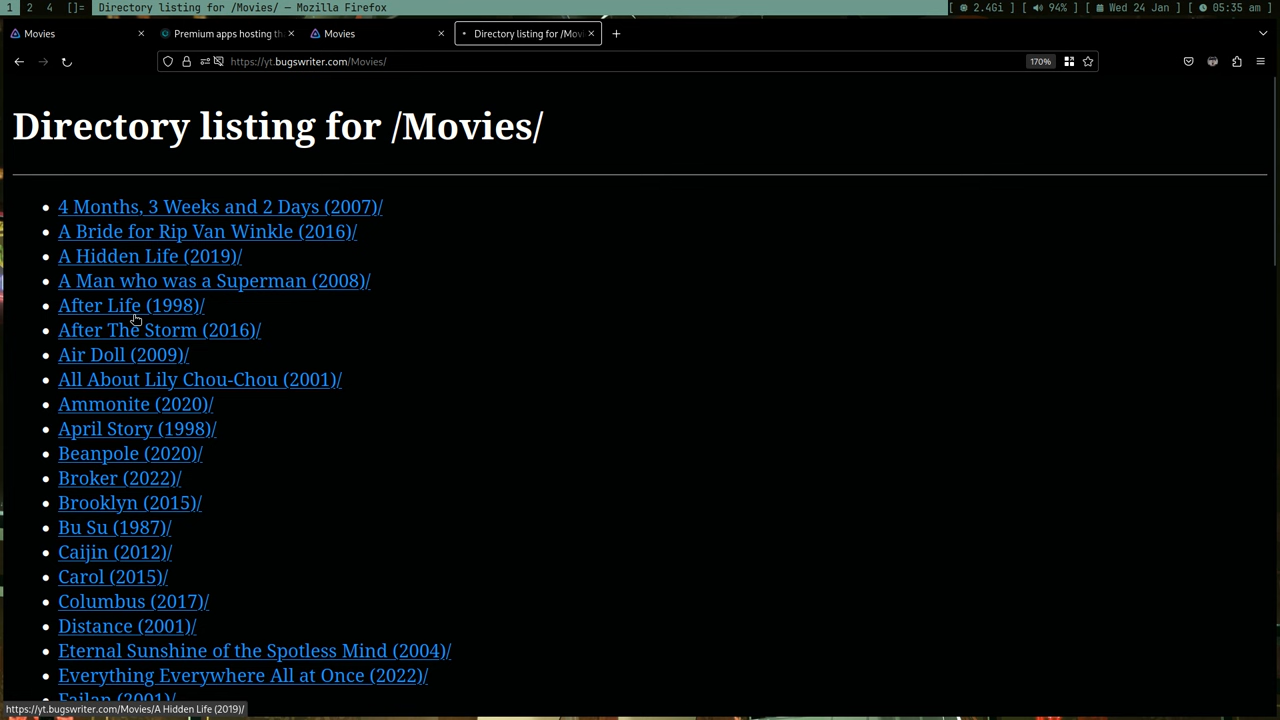 1 2 4 []= Directory listing for /Movies/ — Mozilla Firefox [ 2.4Gi ] [ 94% ] [ Wed 24 Jan ] [ 05:35 am ]
Movies Premium apps hosting th Movies Directory listing for /Movi
https://yt.bugswriter.com/Movies/ 170%
Directory listing for /Movies/
4 Months, 3 Weeks and 2 Days (2007)/
A Bride for Rip Van Winkle (2016)/
A Hidden Life (2019)/
A Man who was a Superman (2008)/
After Life (1998)/
After The Storm (2016)/
Air Doll (2009)/
All About Lily Chou-Chou (2001)/
Ammonite (2020)/
April Story (1998)/
Beanpole (2020)/
Broker (2022)/
Brooklyn (2015)/
Bu Su (1987)/
Caijin (2012)/
Carol (2015)/
Columbus (2017)/
Distance (2001)/
Eternal Sunshine of the Spotless Mind (2004)/
Everything Everywhere All at Once (2022)/
Failan (2001)/
https://yt.bugswriter.com/Movies/A Hidden Life (2019)/